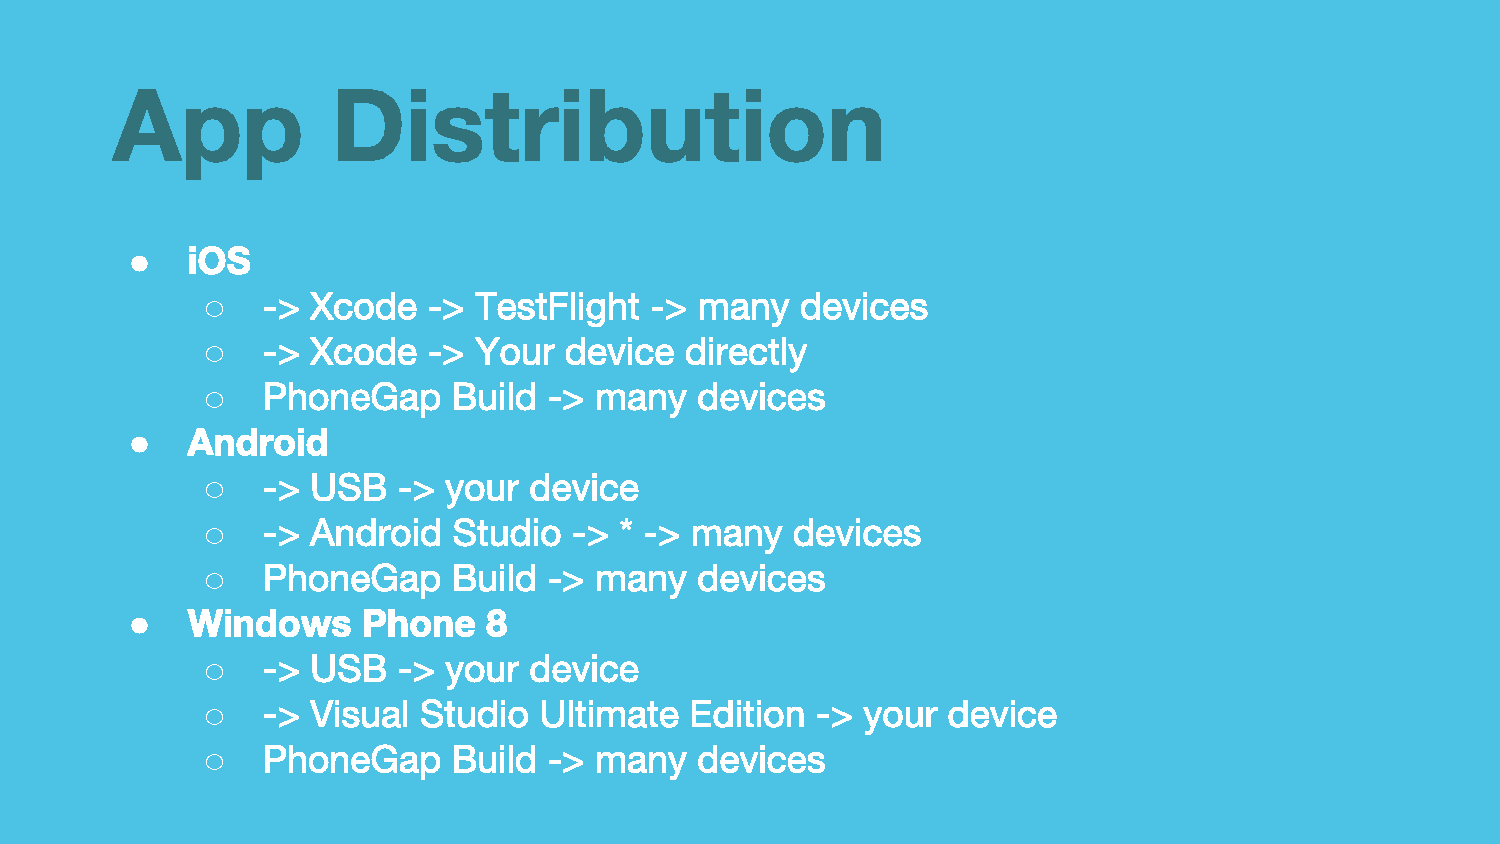 App Distribution
● iOS
○ -> Xcode -> TestFlight -> many devices
○ -> Xcode -> Your device directly
○ PhoneGap Build -> many devices
● Android
○ -> USB -> your device
○ -> Android Studio -> * -> many devices
○ PhoneGap Build -> many devices
● Windows Phone 8
○ -> USB -> your device
○ -> Visual Studio Ultimate Edition -> your device
○ PhoneGap Build -> many devices